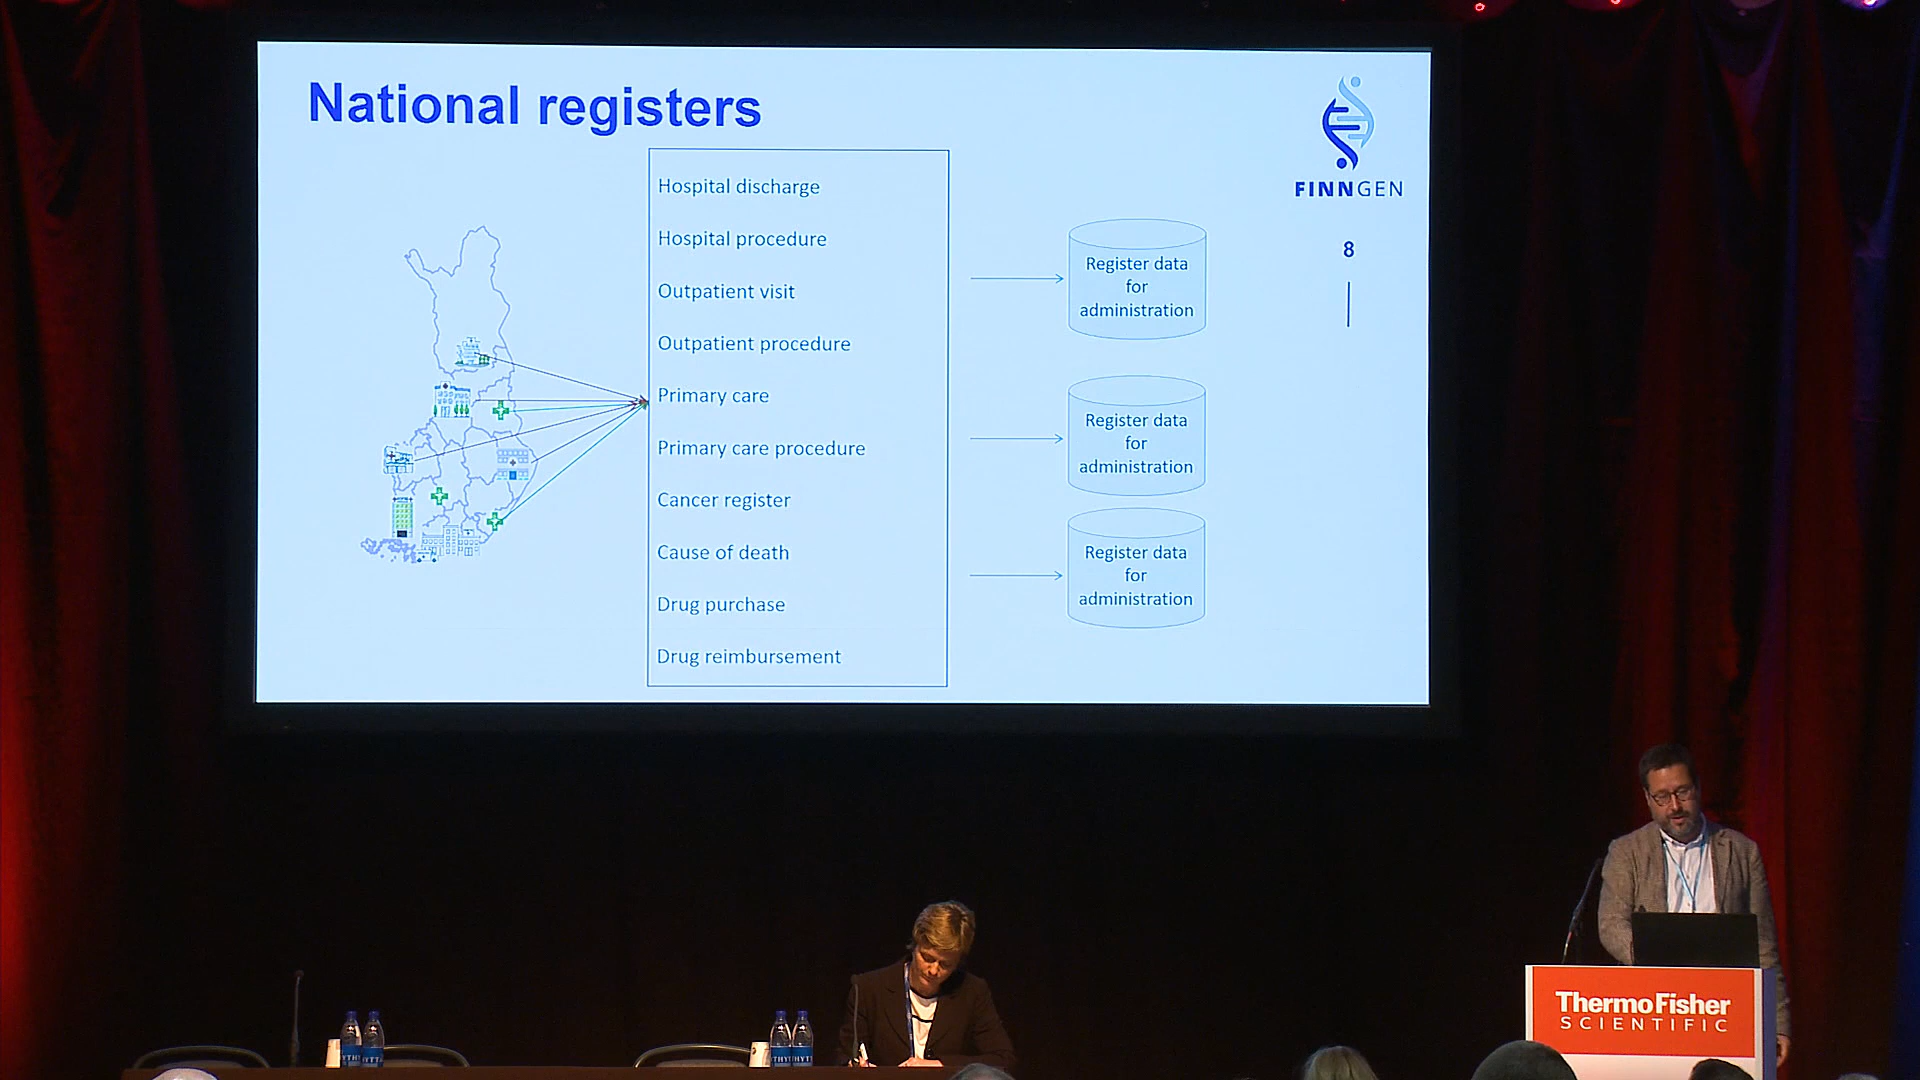 National registers
FINNGEN
8
Hospital discharge
Hospital procedure
Outpatient visit
Outpatient procedure
Primary care
Primary care procedure
Cancer register
Cause of death
Drug purchase
Drug reimbursement
Register data
for
administration
Register data
for
administration
Register data
for
administration
ThermoFisher
SCIENTIFIC